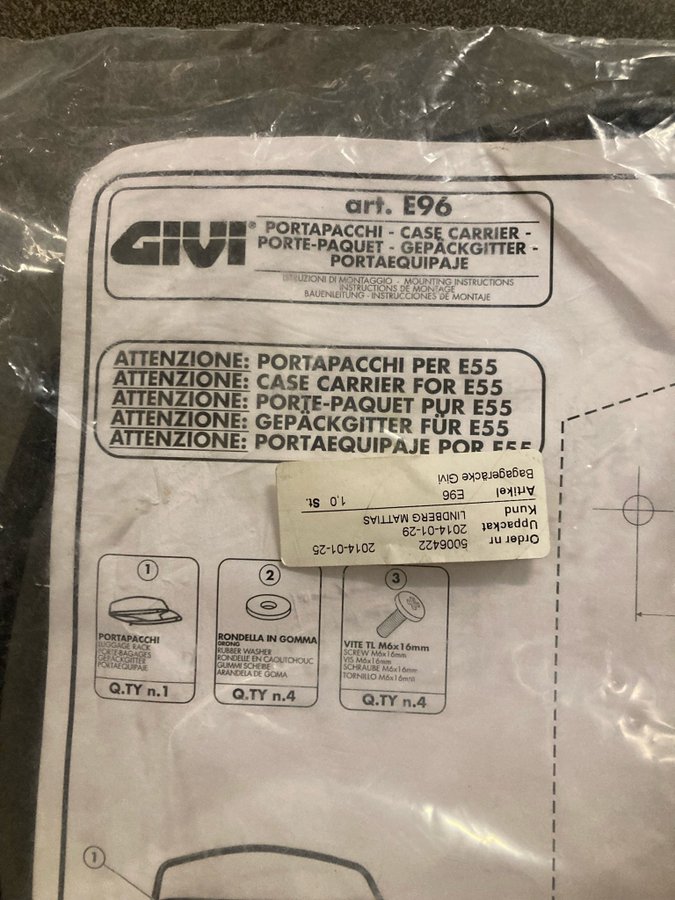 art. E96
GIVI®
PORTAPACCHI - CASE CARRIER -
PORTE-PAQUET - GEPÄCKGITTER -
PORTAEQUIPAJE
ISTRUZIONI DI MONTAGGIO - MOUNTING INSTRUCTIONS
INSTRUCTIONS DE MONTAGE
BAUENLEITUNG - INSTRUCCIONES DE MONTAJE
ATTENZIONE: PORTAPACCHI PER E55
ATTENZIONE: CASE CARRIER FOR E55
ATTENZIONE: PORTE-PAQUET PUR E55
ATTENZIONE: GEPÄCKGITTER FÜR E55
ATTENZIONE: PORTAEQUIPAJE POR E55
Order nr 5006422 2014-01-25
Uppackat 2014-01-29
Kund LINDBERG MATTIAS
Artikel E96 1,0 St.
Bagageräcke Givi
1
PORTAPACCHI
LUGGAGE RACK
PORTE-BAGAGES
GEPÄCKGITTER
PORTAEQUIPAJE
Q.TY n.1
2
RONDELLA IN GOMMA
RUBBER WASHER
RONDELLE EN CAOUTCHOUC
GUMMI SCHEIBE
ARANDELA DE GOMA
Q.TY n.4
3
VITE TL M6x16mm
SCREW M6x16mm
VIS M6x16mm
SCHRAUBE M6x16mm
TORNILLO M6x16mm
Q.TY n.4
1